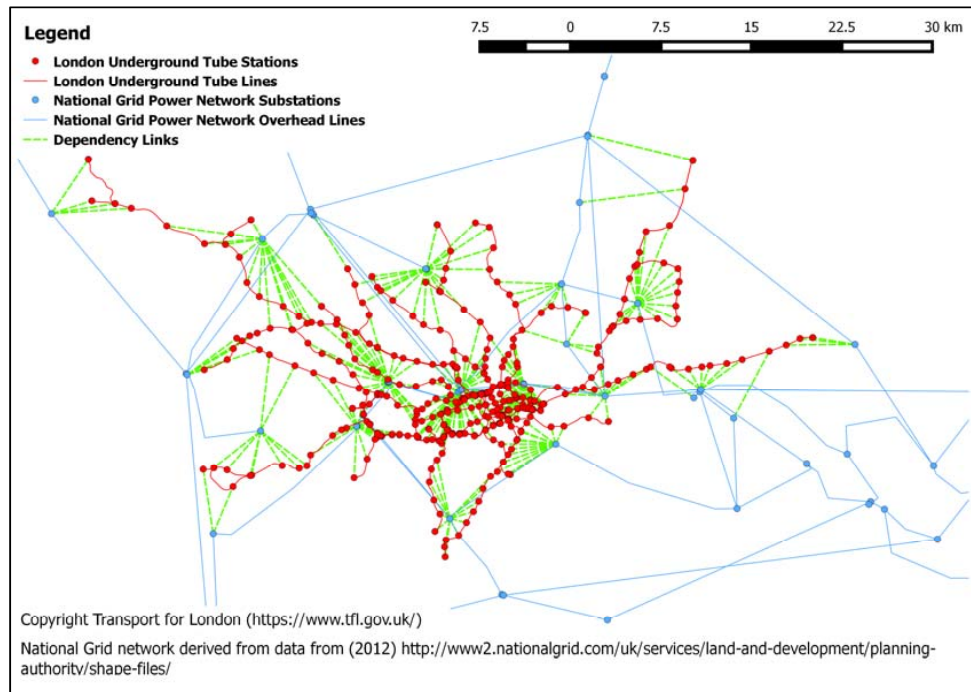 Legend
7.5 0 7.5 15 22.5 30 km
London Underground Tube Stations
London Underground Tube Lines
National Grid Power Network Substations
National Grid Power Network Overhead Lines
Dependency Links
Copyright Transport for London (https://www.tfl.gov.uk/)
National Grid network derived from data from (2012) http://www2.nationalgrid.com/uk/services/land-and-development/planning-
authority/shape-files/